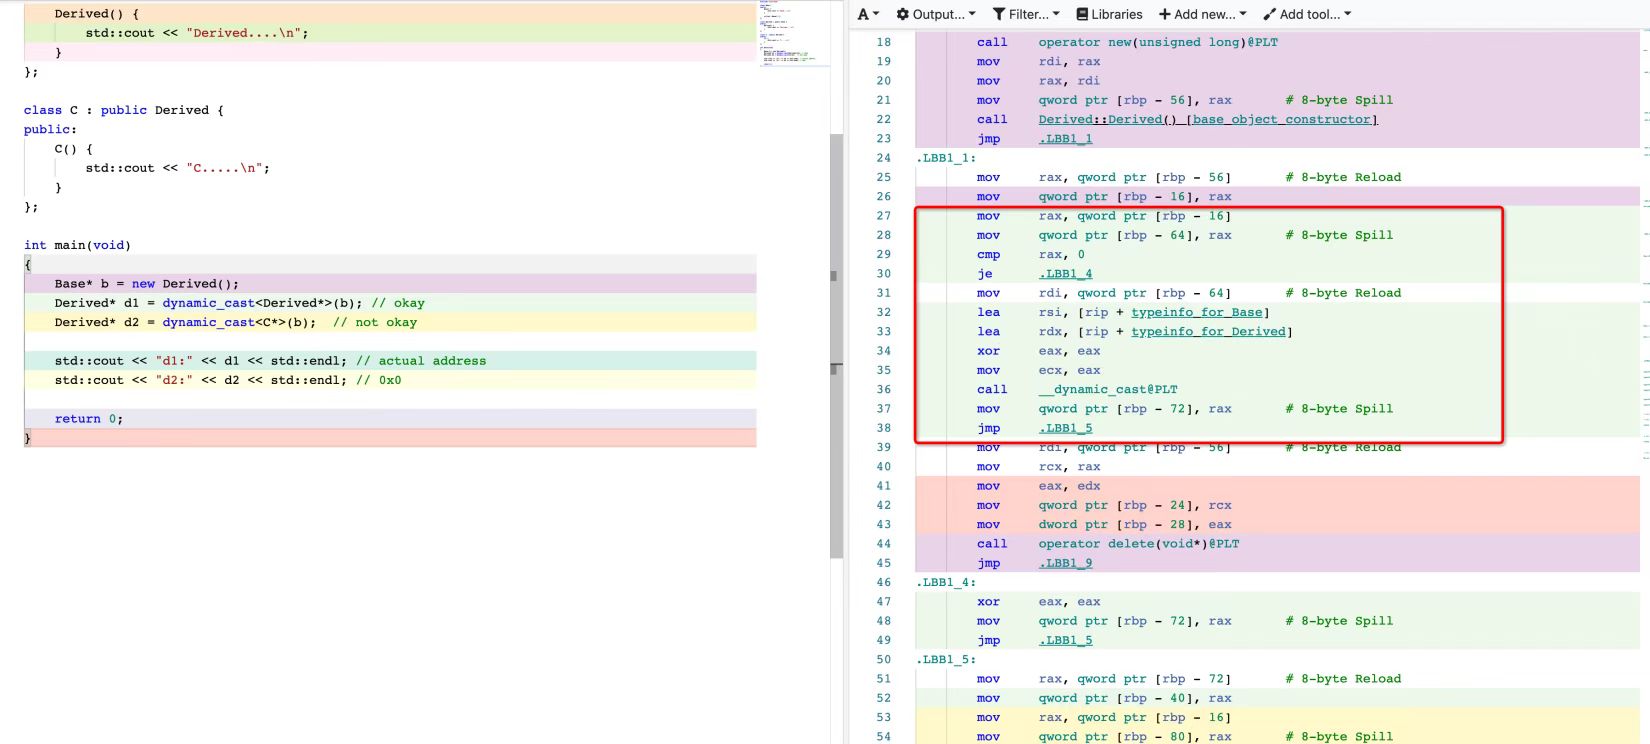 Derived() {
std::cout << "Derived....\n";
}
};
class C : public Derived {
public:
C() {
std::cout << "C.....\n";
}
};
int main(void)
{
Base* b = new Derived();
Derived* d1 = dynamic_cast<Derived*>(b); // okay
Derived* d2 = dynamic_cast<C*>(b);  // not okay
std::cout << "d1:" << d1 << std::endl; // actual address
std::cout << "d2:" << d2 << std::endl; // 0x0
return 0;
}
A Output... Filter... Libraries + Add new... Add tool...
18 call operator new(unsigned long)@PLT
19 mov rdi, rax
20 mov rax, rdi
21 mov qword ptr [rbp - 56], rax # 8-byte Spill
22 call Derived::Derived() [base_object_constructor]
23 jmp .LBB1_1
24 .LBB1_1:
25 mov rax, qword ptr [rbp - 56] # 8-byte Reload
26 mov qword ptr [rbp - 16], rax
27 mov rax, qword ptr [rbp - 16]
28 mov qword ptr [rbp - 64], rax # 8-byte Spill
29 cmp rax, 0
30 je .LBB1_4
31 mov rdi, qword ptr [rbp - 64] # 8-byte Reload
32 lea rsi, [rip + typeinfo_for_Base]
33 lea rdx, [rip + typeinfo_for_Derived]
34 xor eax, eax
35 mov ecx, eax
36 call __dynamic_cast@PLT
37 mov qword ptr [rbp - 72], rax # 8-byte Spill
38 jmp .LBB1_5
39 mov rdi, qword ptr [rbp - 56] # 8-byte Reload
40 mov rcx, rax
41 mov eax, edx
42 mov qword ptr [rbp - 24], rcx
43 mov dword ptr [rbp - 28], eax
44 call operator delete(void*)@PLT
45 jmp .LBB1_9
46 .LBB1_4:
47 xor eax, eax
48 mov qword ptr [rbp - 72], rax # 8-byte Spill
49 jmp .LBB1_5
50 .LBB1_5:
51 mov rax, qword ptr [rbp - 72] # 8-byte Reload
52 mov qword ptr [rbp - 40], rax
53 mov rax, qword ptr [rbp - 16]
54 mov qword ptr [rbp - 80], rax # 8-byte Spill